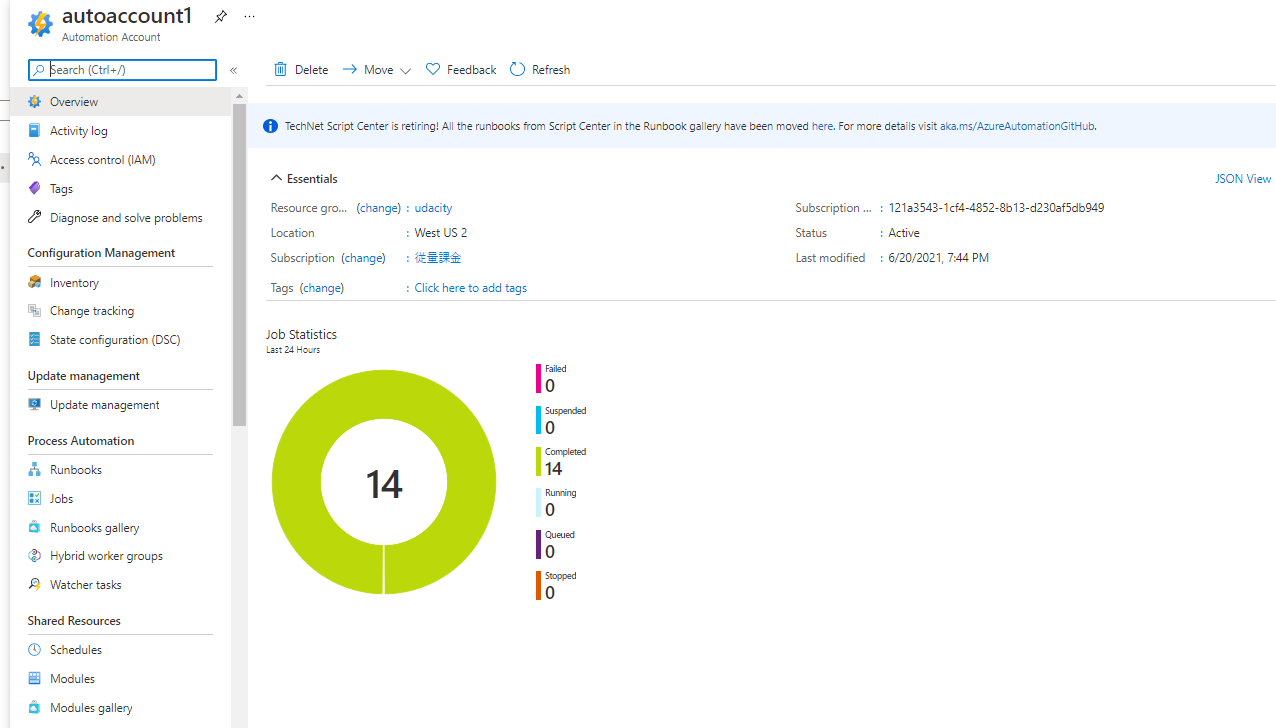 autoaccount1
Automation Account
Search (Ctrl+/)
Delete Move Feedback Refresh
Overview
Activity log
Access control (IAM)
Tags
Diagnose and solve problems
Configuration Management
Inventory
Change tracking
State configuration (DSC)
Update management
Update management
Process Automation
Runbooks
Jobs
Runbooks gallery
Hybrid worker groups
Watcher tasks
Shared Resources
Schedules
Modules
Modules gallery
TechNet Script Center is retiring! All the runbooks from Script Center in the Runbook gallery have been moved here. For more details visit aka.ms/AzureAutomationGitHub.
Essentials
JSON View
Resource gro... (change) : udacity
Location : West US 2
Subscription (change) : 従量課金
Tags (change) : Click here to add tags
Subscription ... : 121a3543-1cf4-4852-8b13-d230af5db949
Status : Active
Last modified : 6/20/2021, 7:44 PM
Job Statistics
Last 24 Hours
14
Failed
0
Suspended
0
Completed
14
Running
0
Queued
0
Stopped
0